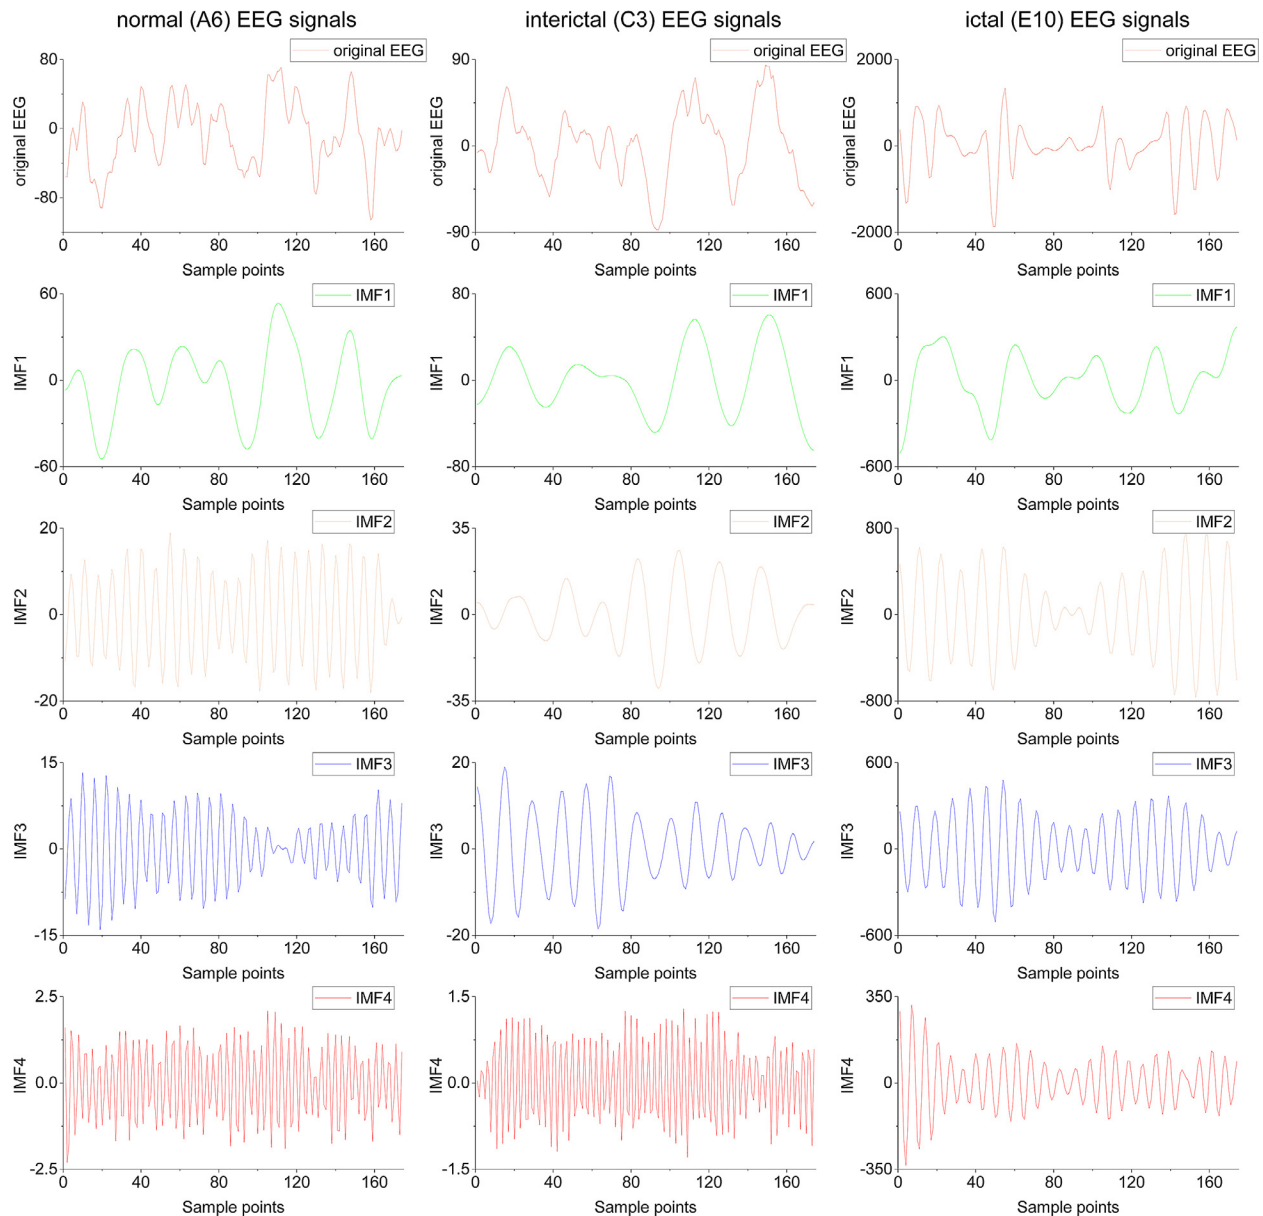 normal (A6) EEG signals
interictal (C3) EEG signals
ictal (E10) EEG signals
original EEG
80
0
-80
original EEG
0 40 80 120 160
Sample points
original EEG
90
0
-90
original EEG
0 40 80 120 160
Sample points
original EEG
2000
0
-2000
original EEG
0 40 80 120 160
Sample points
IMF1
60
0
-60
IMF1
0 40 80 120 160
Sample points
IMF1
80
0
-80
IMF1
0 40 80 120 160
Sample points
IMF1
600
0
-600
IMF1
0 40 80 120 160
Sample points
IMF2
20
0
-20
IMF2
0 40 80 120 160
Sample points
IMF2
35
0
-35
IMF2
0 40 80 120 160
Sample points
IMF2
800
0
-800
IMF2
0 40 80 120 160
Sample points
IMF3
15
0
-15
IMF3
0 40 80 120 160
Sample points
IMF3
20
0
-20
IMF3
0 40 80 120 160
Sample points
IMF3
600
0
-600
IMF3
0 40 80 120 160
Sample points
IMF4
2.5
0.0
-2.5
IMF4
0 40 80 120 160
Sample points
IMF4
1.5
0.0
-1.5
IMF4
0 40 80 120 160
Sample points
IMF4
350
0
-350
IMF4
0 40 80 120 160
Sample points